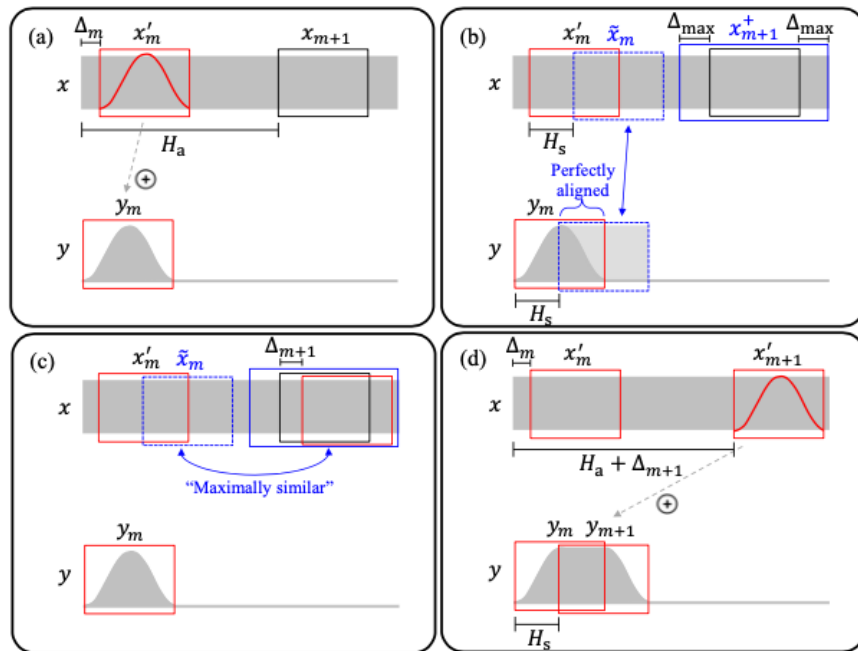 (a)
Δₘ
x′ₘ
xₘ₊₁
x
Hₐ
⊕
yₘ
y
(b)
x′ₘ
x̃ₘ
Δmax
x⁺ₘ₊₁
Δmax
x
Hₛ
Perfectly
aligned
yₘ
y
Hₛ
(c)
x′ₘ
x̃ₘ
Δₘ₊₁
x
“Maximally similar”
yₘ
y
(d)
Δₘ
x′ₘ
x′ₘ₊₁
x
Hₐ + Δₘ₊₁
⊕
yₘ yₘ₊₁
y
Hₛ